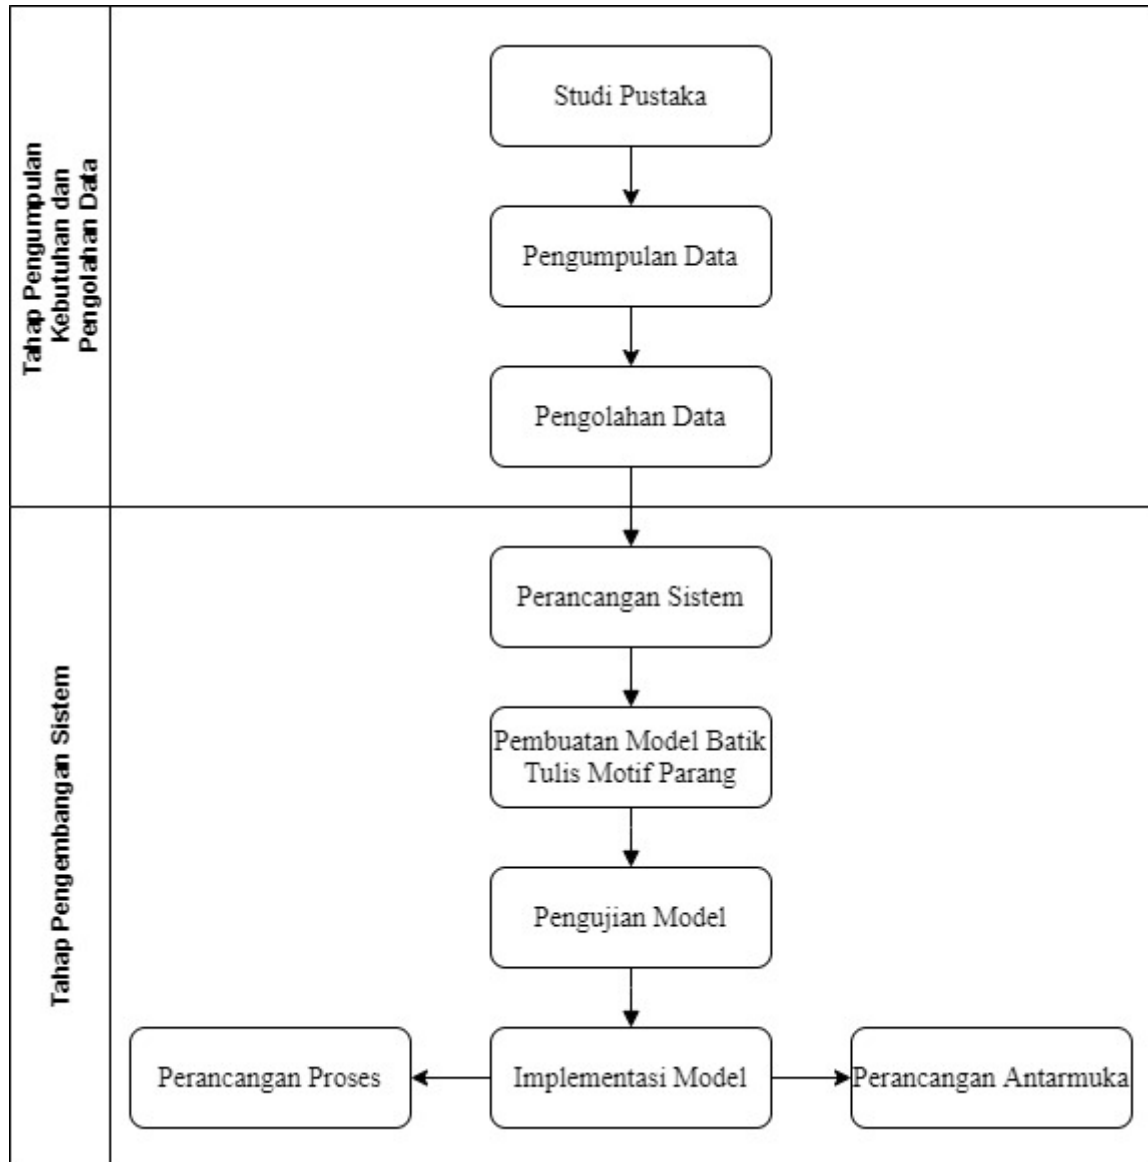 Tahap Pengumpulan
Kebutuhan dan
Pengolahan Data
Studi Pustaka
Pengumpulan Data
Pengolahan Data
Tahap Pengembangan Sistem
Perancangan Sistem
Pembuatan Model Batik
Tulis Motif Parang
Pengujian Model
Perancangan Proses
Implementasi Model
Perancangan Antarmuka